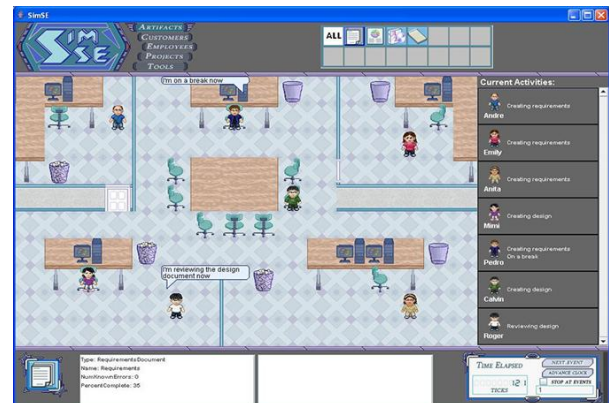 SimSE
SIM
SE
ARTIFACTS
CUSTOMERS
EMPLOYEES
PROJECTS
TOOLS
ALL
I'm on a break now
I'm reviewing the design
document now
Current Activities:
Creating requirements
Andre
Creating requirements
Emily
Creating requirements
Anita
Creating design
Mimi
Creating requirements
On a break
Pedro
Creating design
Calvin
Reviewing design
Roger
Type: RequirementsDocument
Name: Requirements
NumKnownErrors: 0
PercentComplete: 35
TIME ELAPSED
121
TICKS
NEXT EVENT
ADVANCE CLOCK
STOP AT EVENTS
1